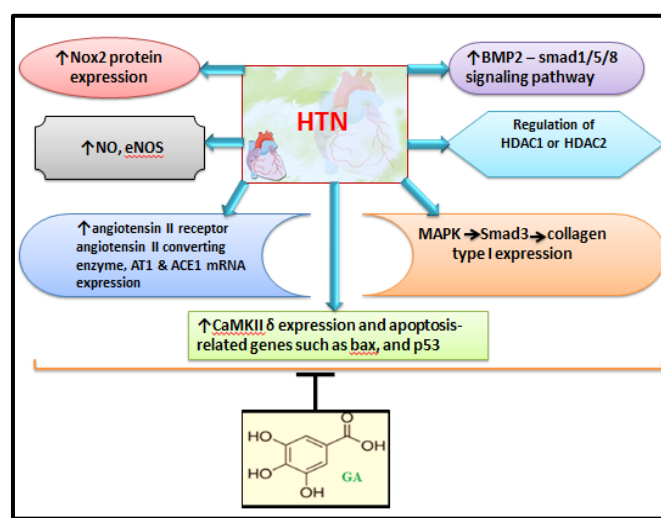 ↑Nox2 protein
expression
↑BMP2 – smad1/5/8
signaling pathway
HTN
↑NO, eNOS
Regulation of
HDAC1 or HDAC2
↑angiotensin II receptor
angiotensin II converting
enzyme, AT1 & ACE1 mRNA
expression
MAPK→Smad3→collagen
type I expression
↑CaMKII δ expression and apoptosis-
related genes such as bax, and p53
O
HO
OH
HO
OH
GA